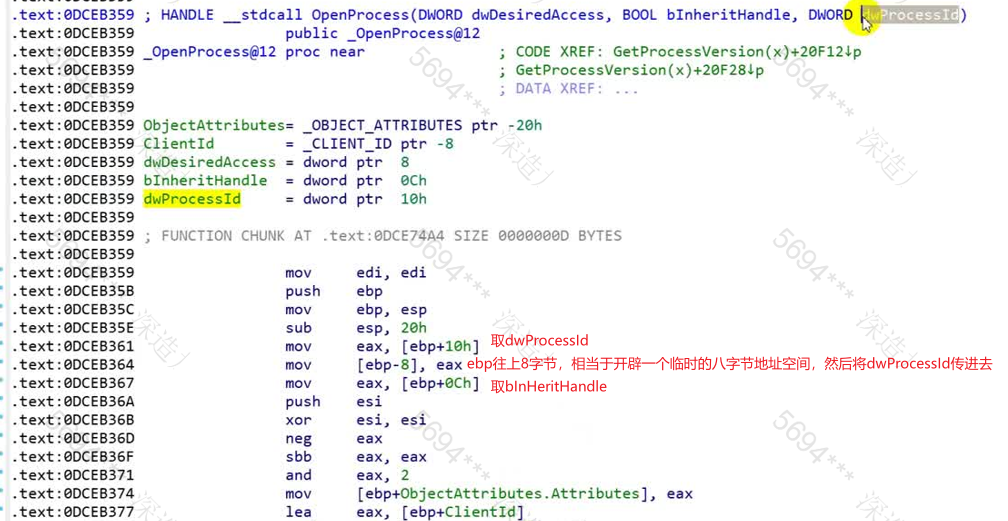 .text:0DCEB359 ; HANDLE __stdcall OpenProcess(DWORD dwDesiredAccess, BOOL bInheritHandle, DWORD dwProcessId)
.text:0DCEB359 public _OpenProcess@12
.text:0DCEB359 _OpenProcess@12 proc near ; CODE XREF: GetProcessVersion(x)+20F12↓p
.text:0DCEB359 ; GetProcessVersion(x)+20F28↓p
.text:0DCEB359 ; DATA XREF: ...
.text:0DCEB359
.text:0DCEB359 ObjectAttributes= _OBJECT_ATTRIBUTES ptr -20h
.text:0DCEB359 ClientId = _CLIENT_ID ptr -8
.text:0DCEB359 dwDesiredAccess = dword ptr 8
.text:0DCEB359 bInheritHandle = dword ptr 0Ch
.text:0DCEB359 dwProcessId = dword ptr 10h
.text:0DCEB359
.text:0DCEB359 ; FUNCTION CHUNK AT .text:0DCE74A4 SIZE 0000000D BYTES
.text:0DCEB359
.text:0DCEB359 mov edi, edi
.text:0DCEB35B push ebp
.text:0DCEB35C mov ebp, esp
.text:0DCEB35E sub esp, 20h
.text:0DCEB361 mov eax, [ebp+10h] 取dwProcessId
.text:0DCEB364 mov [ebp-8], eax ebp往上8字节，相当于开辟一个临时的八字节地址空间，然后将dwProcessId传进去
.text:0DCEB367 mov eax, [ebp+0Ch] 取bInHeritHandle
.text:0DCEB36A push esi
.text:0DCEB36B xor esi, esi
.text:0DCEB36D neg eax
.text:0DCEB36F sbb eax, eax
.text:0DCEB371 and eax, 2
.text:0DCEB374 mov [ebp+ObjectAttributes.Attributes], eax
.text:0DCEB377 lea eax, [ebp+ClientId]
5694***
5694***
深造丿
深造丿
5694***
5694***
深造丿
深造丿
5694***
5694***